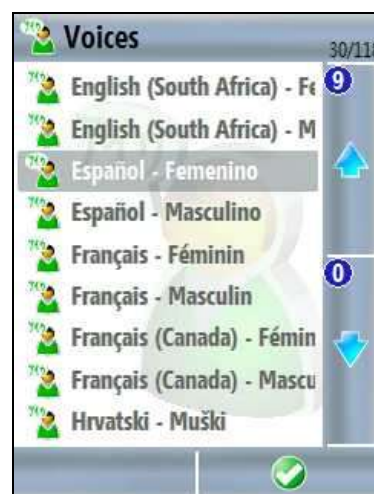 Voices
30/118
English (South Africa) - Fe
9
English (South Africa) - M
Español - Femenino
Español - Masculino
Français - Féminin
0
Français - Masculin
Français (Canada) - Fémin
Français (Canada) - Mascu
Hrvatski - Muški